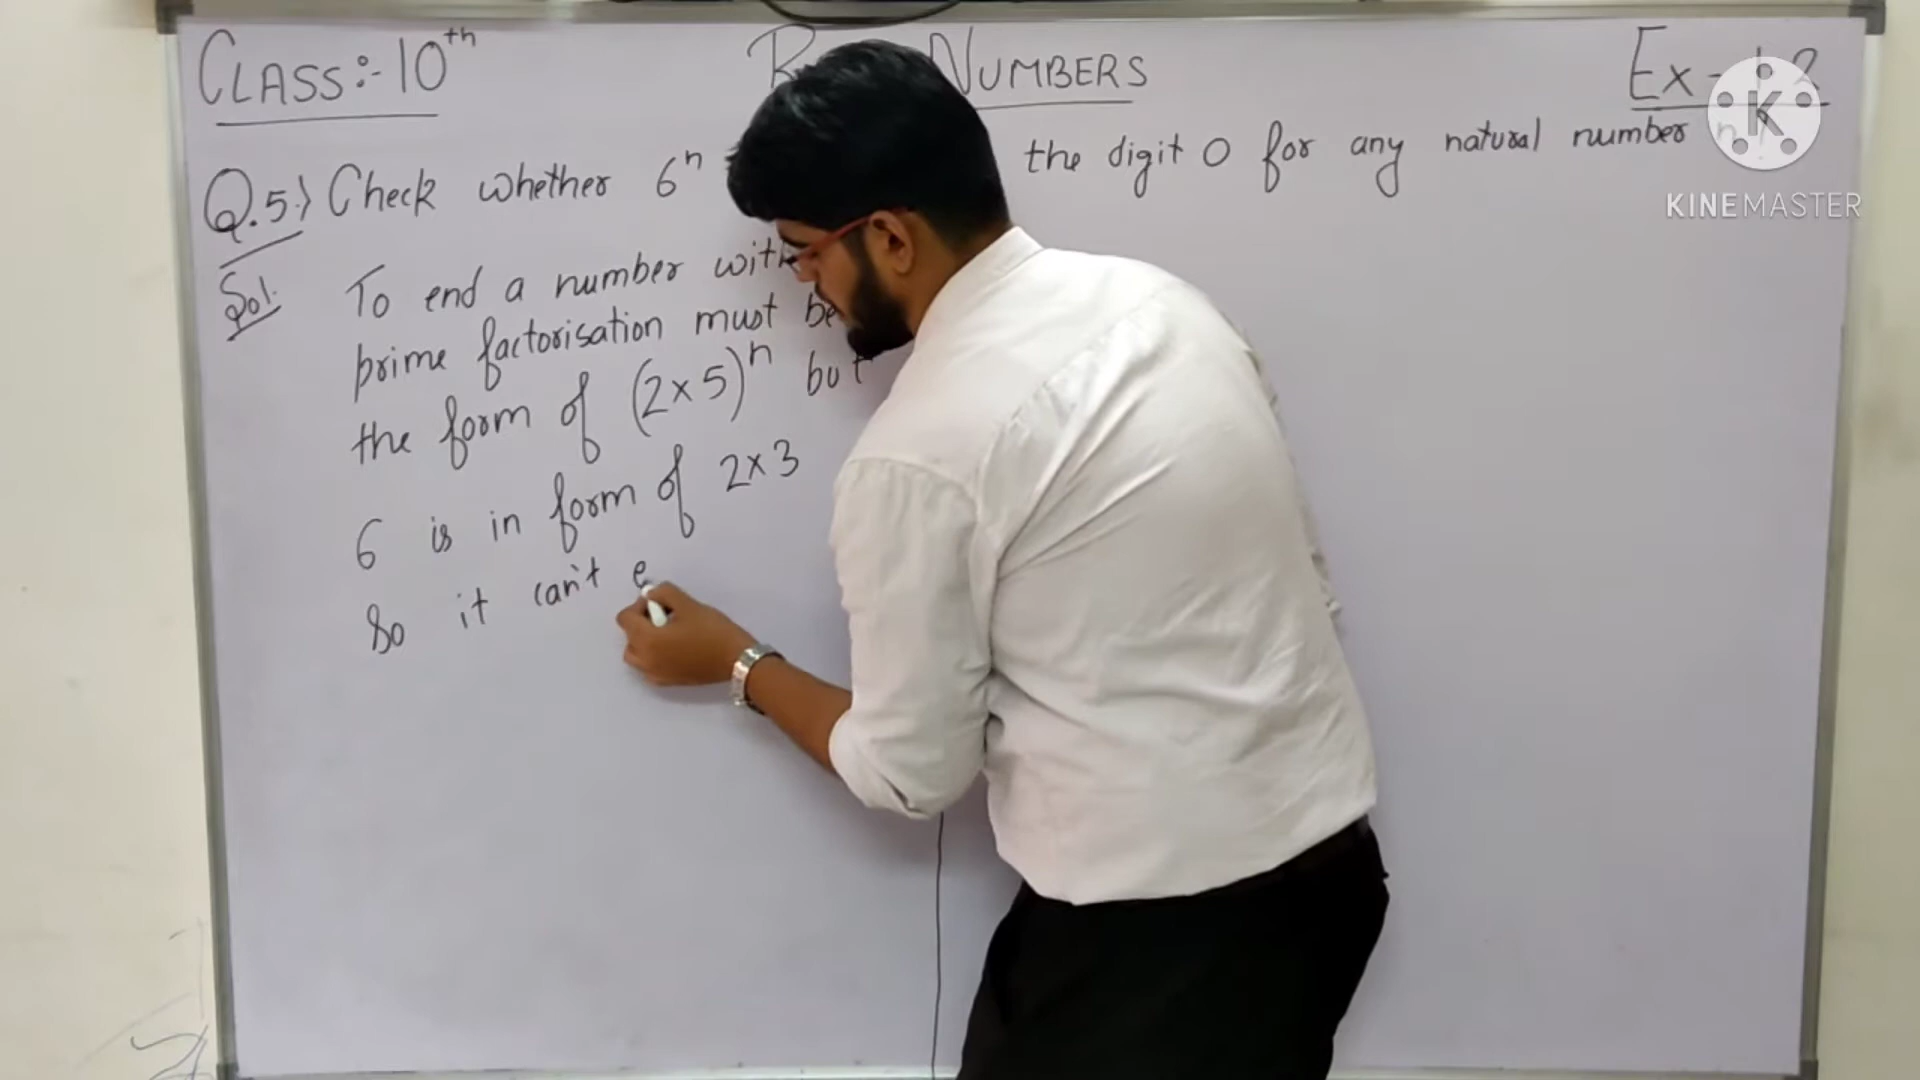 CLASS:- 10th
NUMBERS
Ex-
Q.5) Check whether 6ⁿ the digit 0 for any natural number
Sol. To end a number with
prime factorisation must be
the form of (2×5)ⁿ but
6 is in form of 2×3
So it can't e
K
KINEMASTER